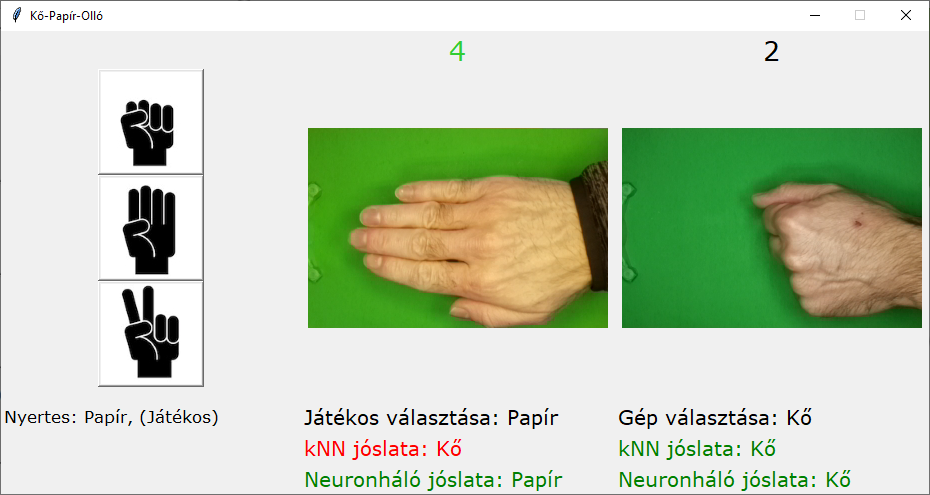 Kő-Papír-Olló
4
2
Nyertes: Papír, (Játékos)
Játékos választása: Papír
kNN jóslata: Kő
Neuronháló jóslata: Papír
Gép választása: Kő
kNN jóslata: Kő
Neuronháló jóslata: Kő